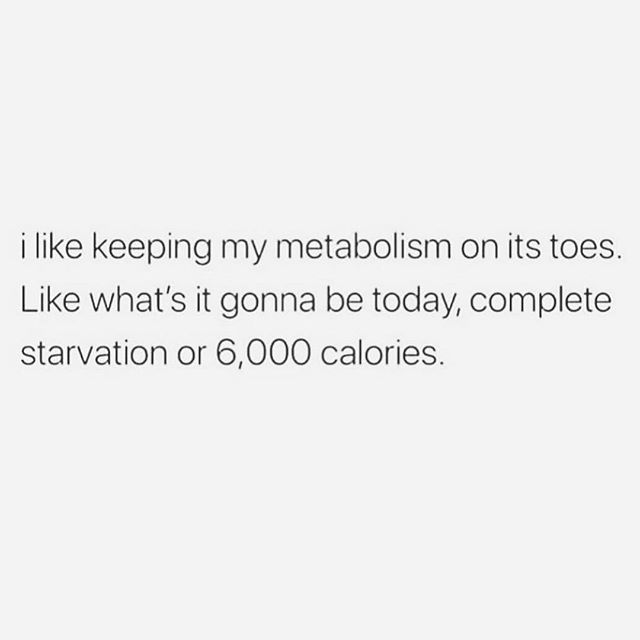 i like keeping my metabolism on its toes.
Like what's it gonna be today, complete
starvation or 6,000 calories.